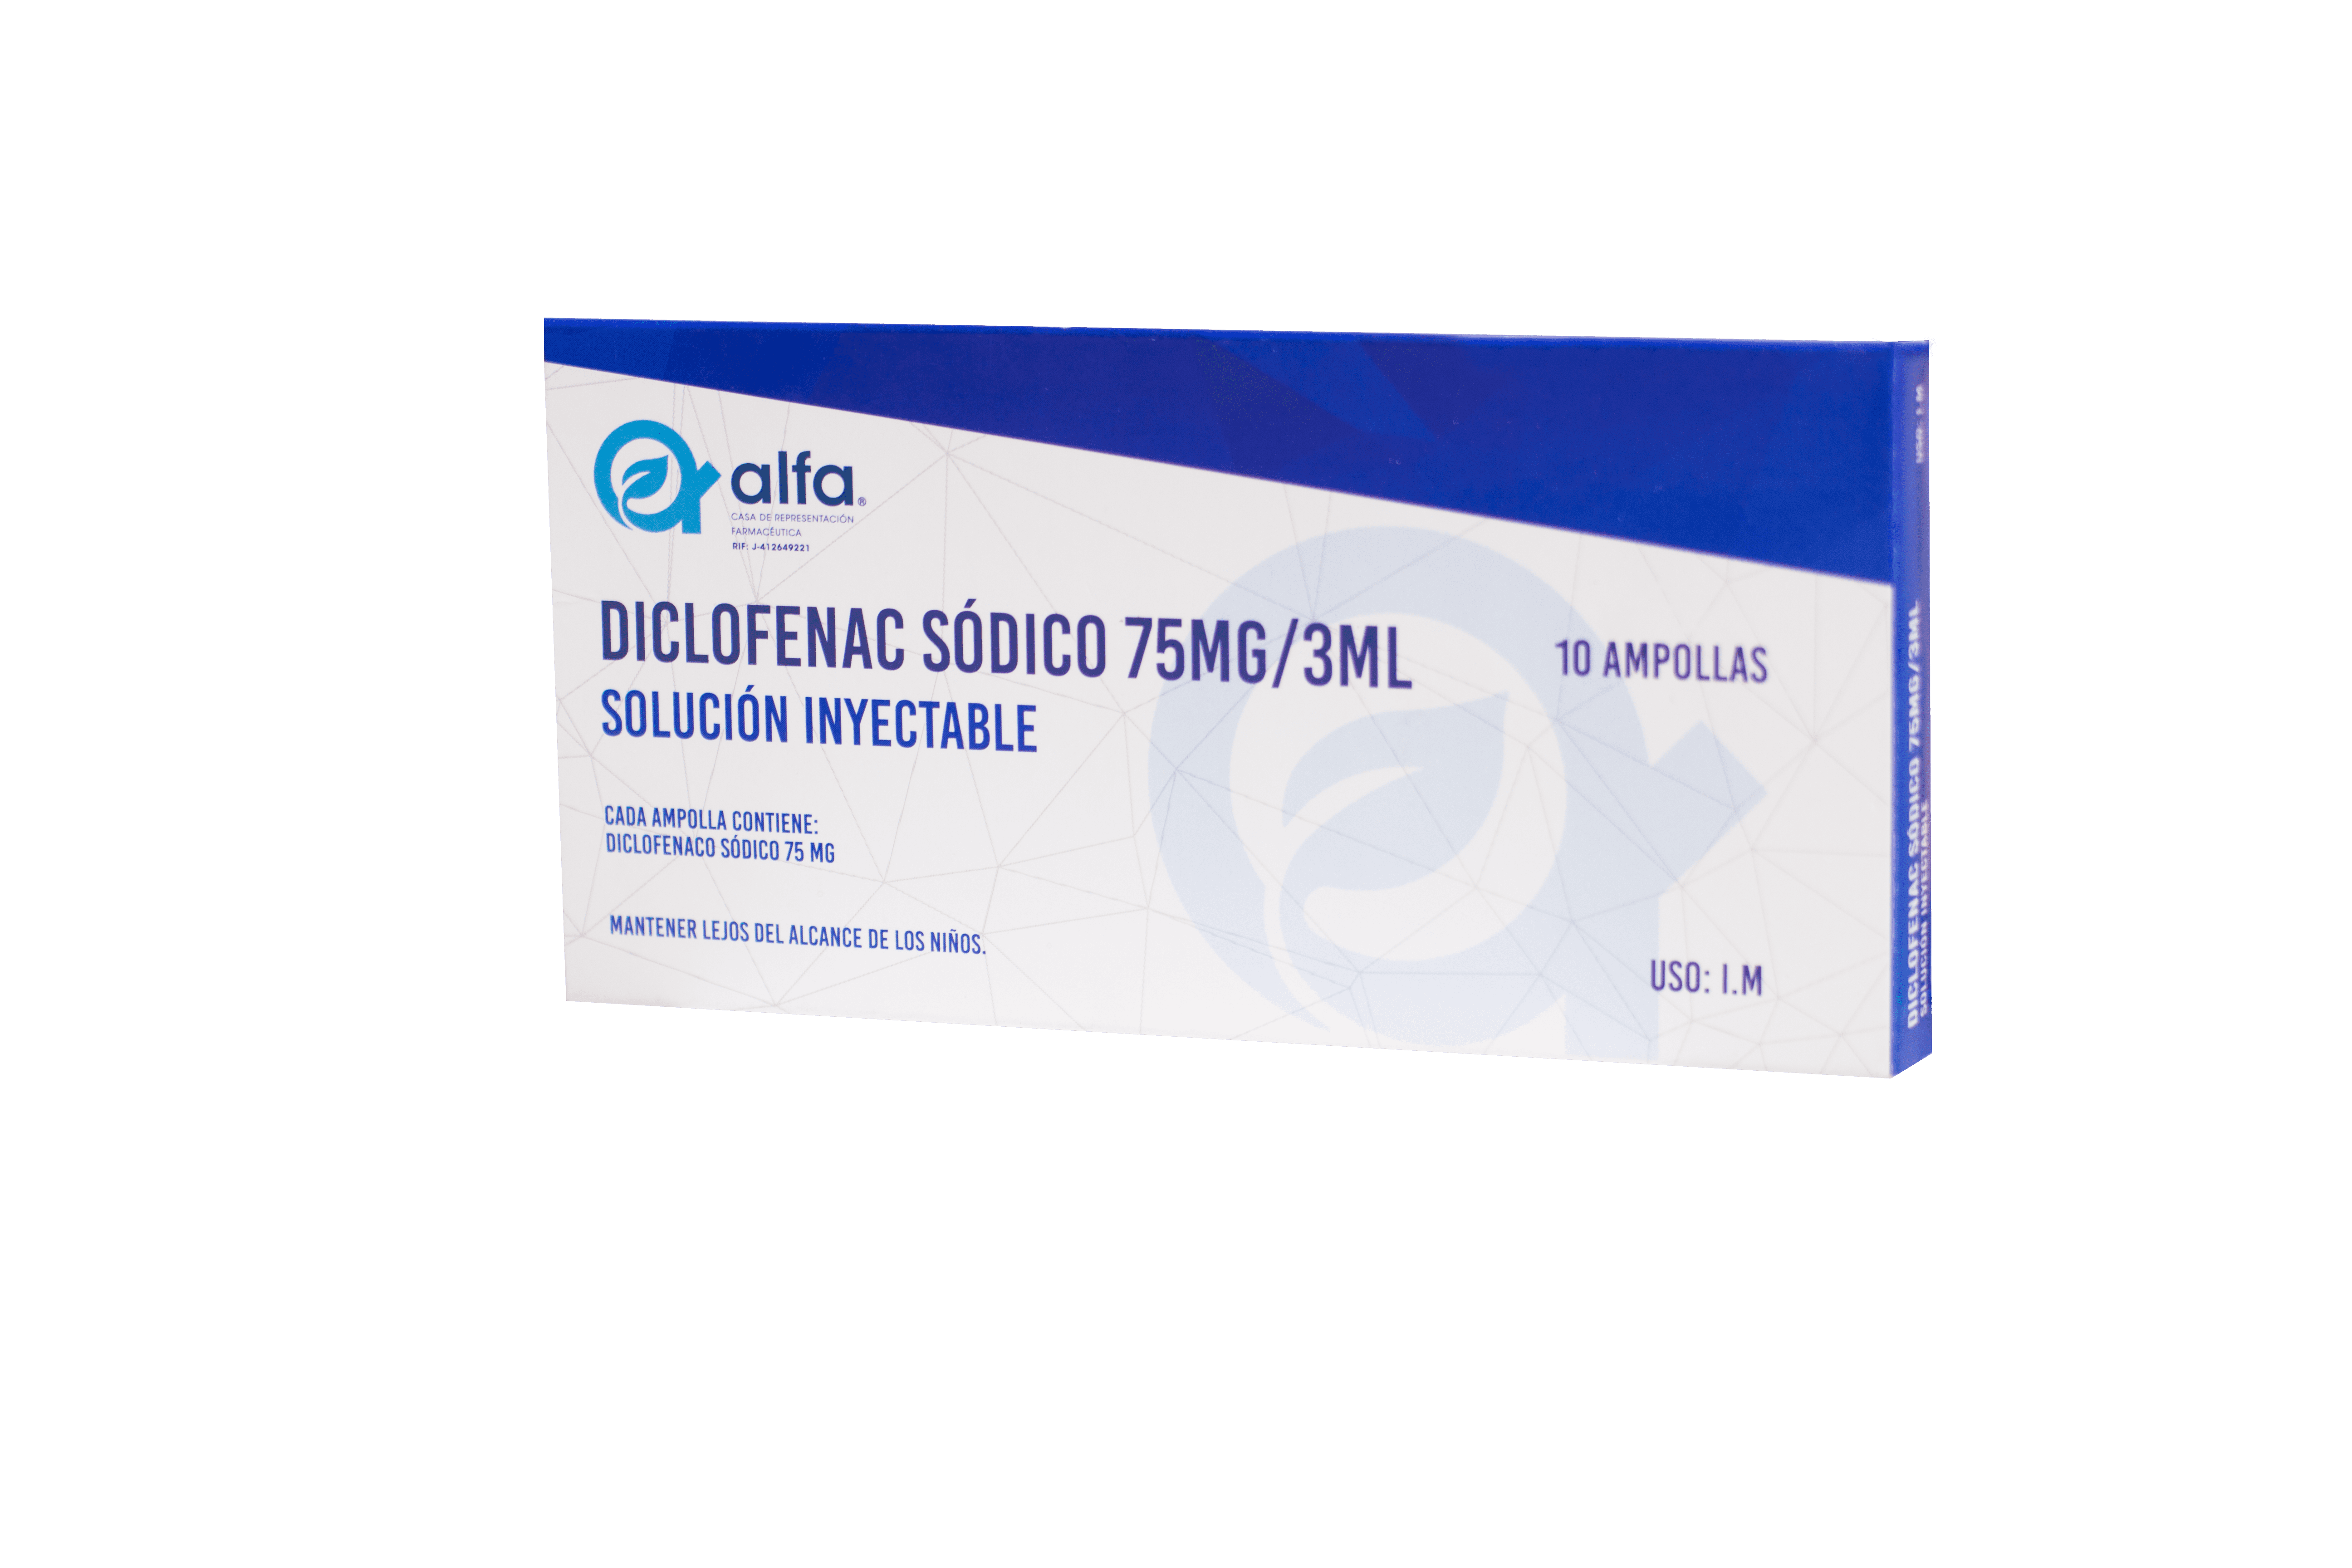 alfa®
CASA DE REPRESENTACIÓN
FARMACÉUTICA
RIF: J-412649221
DICLOFENAC SÓDICO 75MG/3ML
SOLUCIÓN INYECTABLE
10 AMPOLLAS
CADA AMPOLLA CONTIENE:
DICLOFENACO SÓDICO 75 MG
MANTENER LEJOS DEL ALCANCE DE LOS NIÑOS.
USO: I.M
DICLOFENAC SÓDICO 75MG/3ML
SOLUCIÓN INYECTABLE
USO: I.M